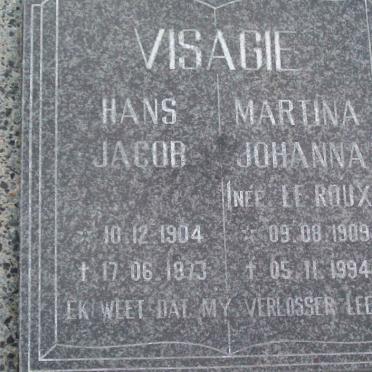 VISAGIE
HANS MARTINA
JACOB JOHANNA
(NEE. LE ROUX
☆ 10.12.1904 ☆ 09.08.1909
† 17.06.1973 † 05.11.1994
EK WEET DAT MY VERLOSSER LEE